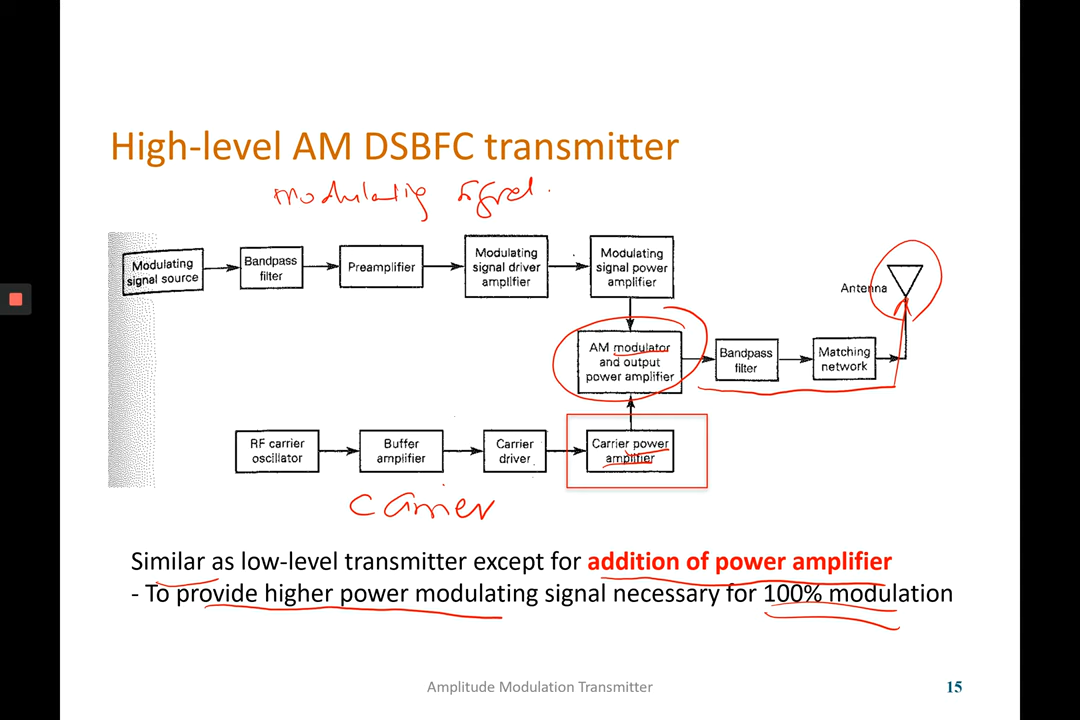 High-level AM DSBFC transmitter
modulatig signal.
Modulating
signal source
Bandpass
filter
Preamplifier
Modulating
signal driver
amplifier
Modulating
signal power
amplifier
Antenna
AM modulator
and output
power amplifier
Bandpass
filter
Matching
network
RF carrier
oscillator
Buffer
amplifier
Carrier
driver
Carrier power
amplifier
Carrier
Similar as low-level transmitter except for addition of power amplifier
- To provide higher power modulating signal necessary for 100% modulation
Amplitude Modulation Transmitter
15